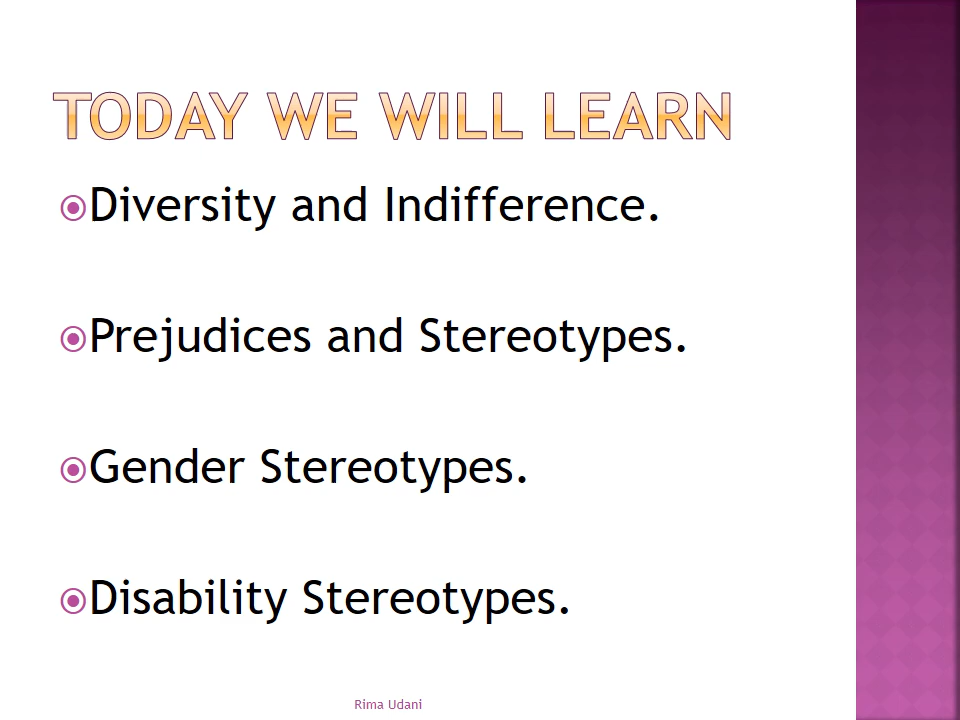 TODAY WE WILL LEARN
Diversity and Indifference.
Prejudices and Stereotypes.
Gender Stereotypes.
Disability Stereotypes.
Rima Udani